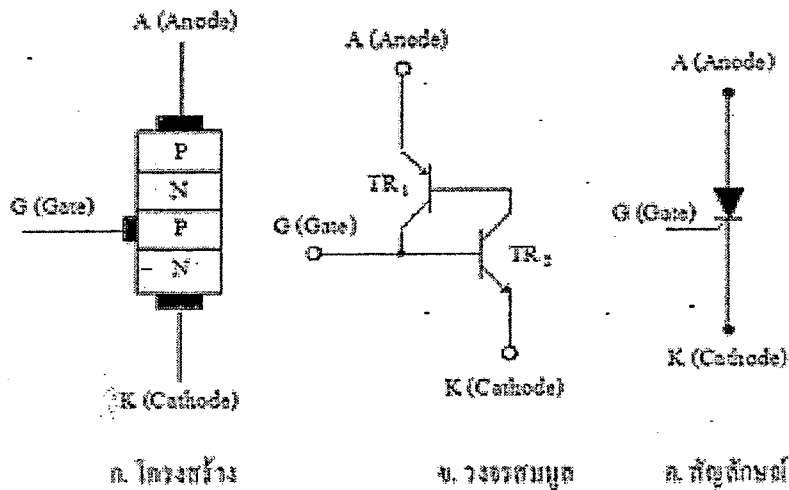 A (Anode)
P
N
P
N
G (Gate)
K (Cathode)
ก. โครงสร้าง
A (Anode)
TR1
G (Gate)
TR2
K (Cathode)
ข. วงจรสมมูล
A (Anode)
G (Gate)
K (Cathode)
ค. สัญลักษณ์